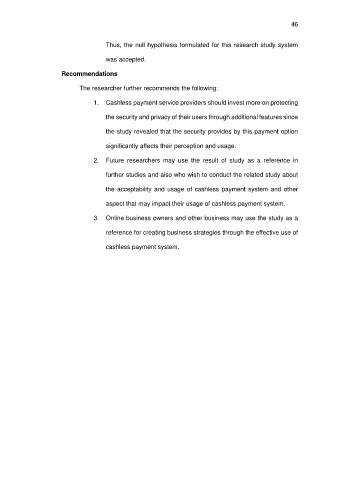 46
Thus, the null hypothesis formulated for this research study system
was accepted.
Recommendations
The researcher further recommends the following:
1. Cashless payment service providers should invest more on protecting
the security and privacy of their users through additional features since
the study revealed that the security provides by this payment option
significantly affects their perception and usage.
2. Future researchers may use the result of study as a reference in
further studies and also who wish to conduct the related study about
the acceptability and usage of cashless payment system and other
aspect that may impact their usage of cashless payment system.
3. Online business owners and other business may use the study as a
reference for creating business strategies through the effective use of
cashless payment system.